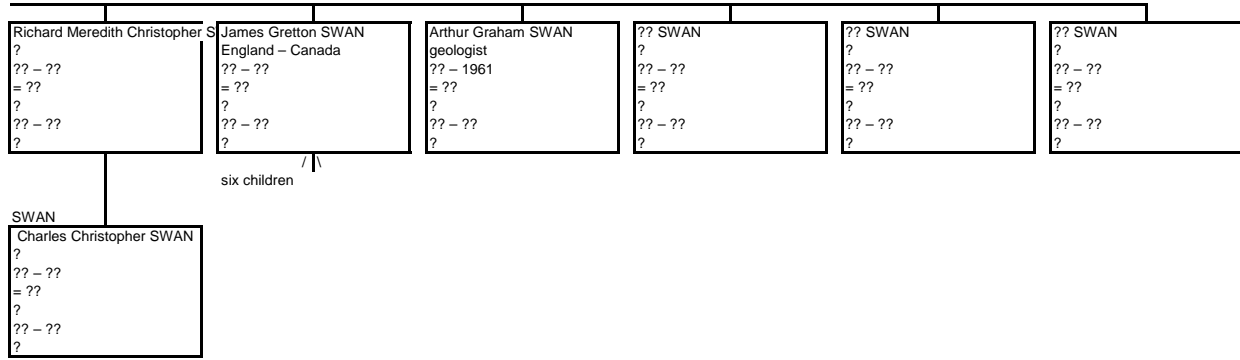 Richard Meredith Christopher S
?
?? – ??
= ??
?
?? – ??
?
James Gretton SWAN
England – Canada
?? – ??
= ??
?
?? – ??
?
Arthur Graham SWAN
geologist
?? – 1961
= ??
?
?? – ??
?
?? SWAN
?
?? – ??
= ??
?
?? – ??
?
?? SWAN
?
?? – ??
= ??
?
?? – ??
?
?? SWAN
?
?? – ??
= ??
?
?? – ??
?
/ \
six children
SWAN
Charles Christopher SWAN
?
?? – ??
= ??
?
?? – ??
?